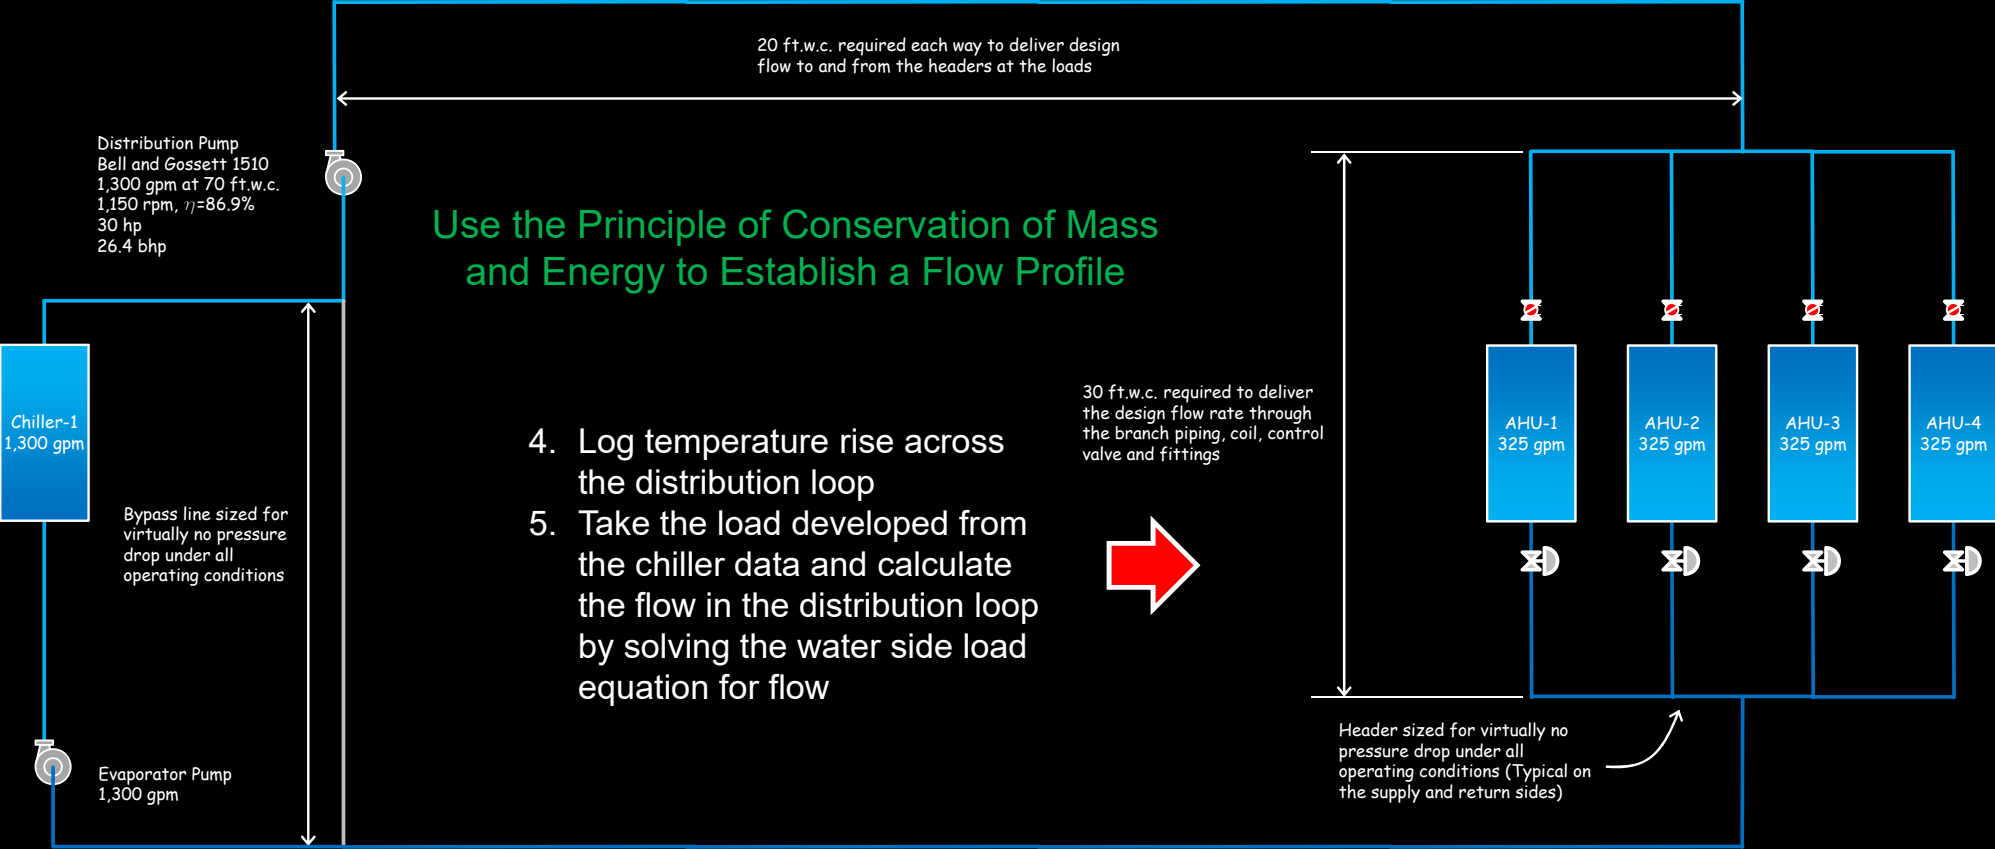 20 ft.w.c. required each way to deliver design
flow to and from the headers at the loads
Distribution Pump
Bell and Gossett 1510
1,300 gpm at 70 ft.w.c.
1,150 rpm, η=86.9%
30 hp
26.4 bhp
Use the Principle of Conservation of Mass
and Energy to Establish a Flow Profile
Chiller-1
1,300 gpm
Bypass line sized for
virtually no pressure
drop under all
operating conditions
4. Log temperature rise across
the distribution loop
5. Take the load developed from
the chiller data and calculate
the flow in the distribution loop
by solving the water side load
equation for flow
30 ft.w.c. required to deliver
the design flow rate through
the branch piping, coil, control
valve and fittings
AHU-1
325 gpm
AHU-2
325 gpm
AHU-3
325 gpm
AHU-4
325 gpm
Evaporator Pump
1,300 gpm
Header sized for virtually no
pressure drop under all
operating conditions (Typical on
the supply and return sides)